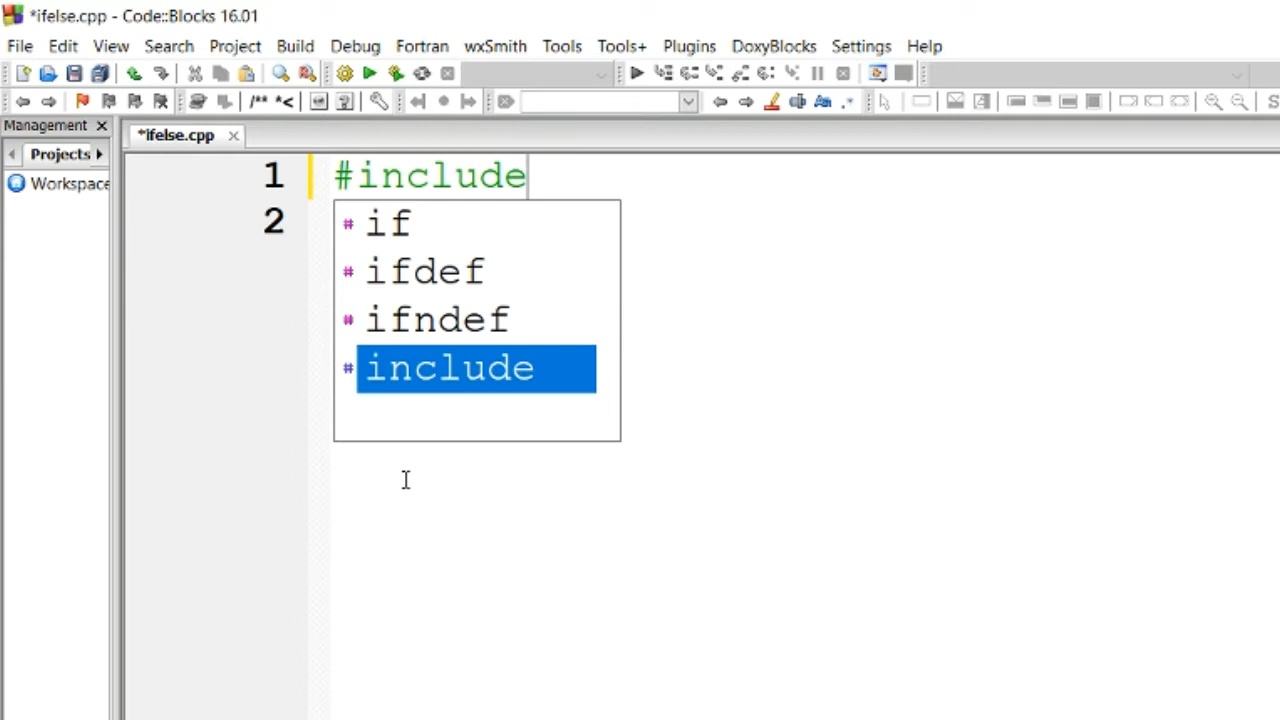 *ifelse.cpp - Code::Blocks 16.01
File Edit View Search Project Build Debug Fortran wxSmith Tools Tools+ Plugins DoxyBlocks Settings Help
/** *<
Management
*ifelse.cpp
Projects
Workspace
1 #include
2
# if
# ifdef
# ifndef
# include